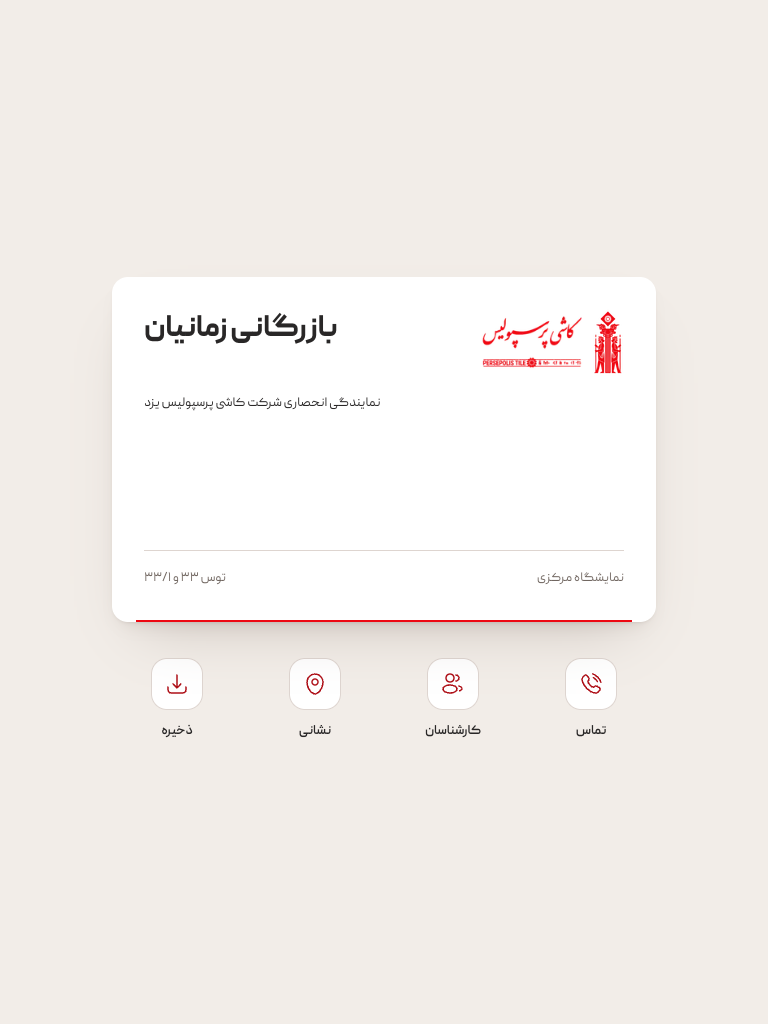 کاشی پرسپولیس
PERSEPOLIS TILE
بازرگانی زمانیان
نمایندگی انحصاری شرکت کاشی پرسپولیس یزد
نمایشگاه مرکزی
توس ۳۳ و ۳۳/۱
تماس
کارشناسان
نشانی
ذخیره